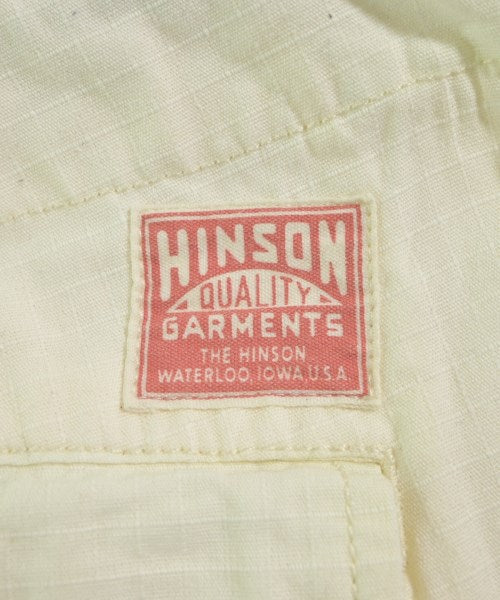 HINSON
QUALITY
GARMENTS
THE HINSON
WATERLOO, IOWA, U.S.A